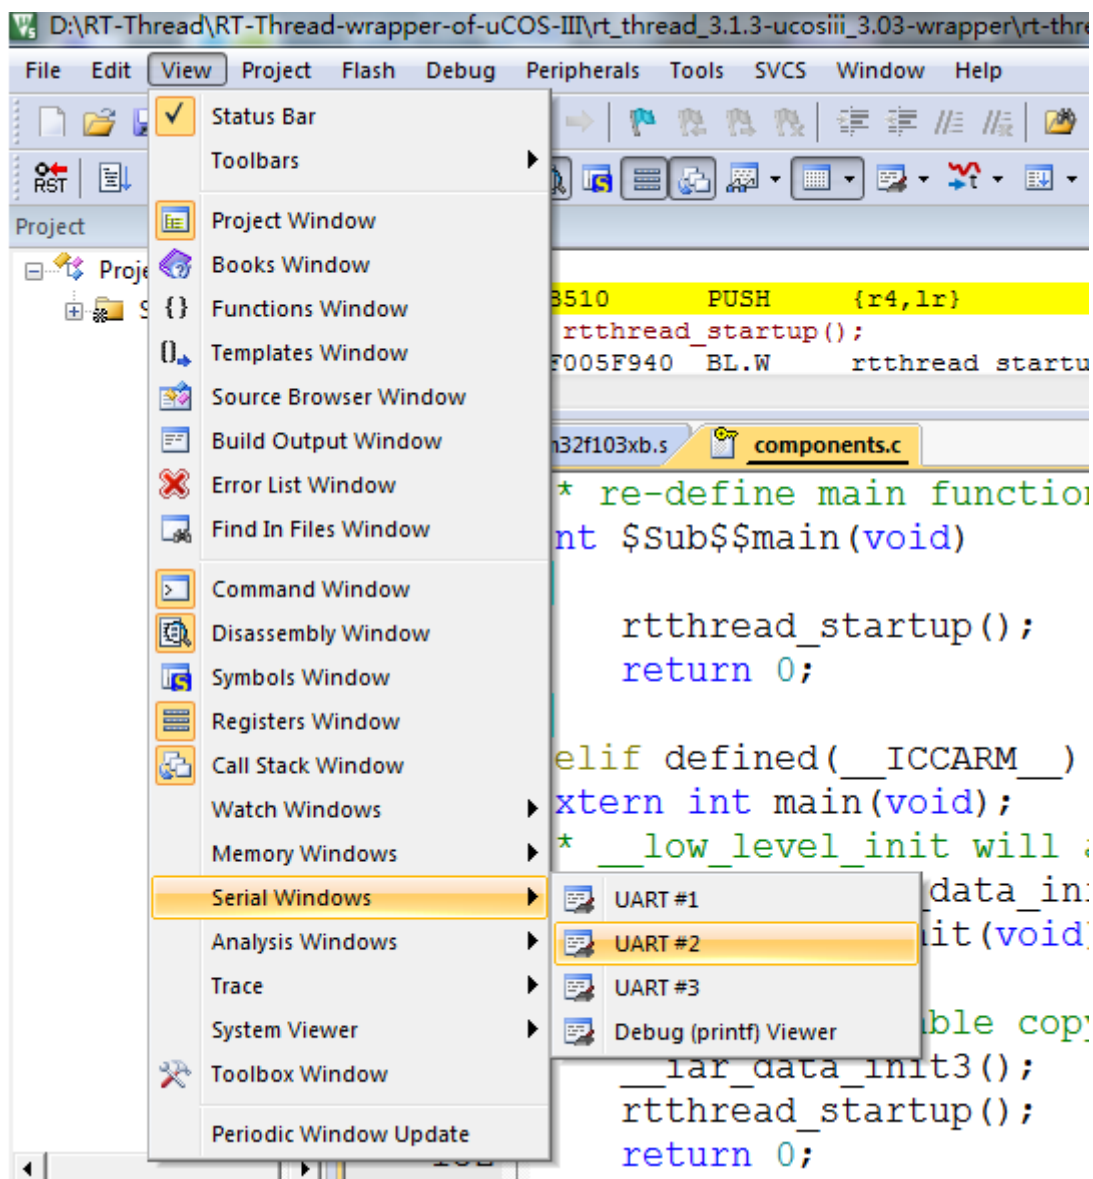 D:\RT-Thread\RT-Thread-wrapper-of-uCOS-III\rt_thread_3.1.3-ucosiii_3.03-wrapper\rt-thre
File Edit View Project Flash Debug Peripherals Tools SVCS Window Help
RST
Project
Proje
Status Bar
Toolbars
Project Window
Books Window
Functions Window
Templates Window
Source Browser Window
Build Output Window
Error List Window
Find In Files Window
Command Window
Disassembly Window
Symbols Window
Registers Window
Call Stack Window
Watch Windows
Memory Windows
Serial Windows
Analysis Windows
Trace
System Viewer
Toolbox Window
Periodic Window Update
UART #1
UART #2
UART #3
Debug (printf) Viewer
B510 PUSH {r4,lr}
rtthread_startup();
F005F940 BL.W rtthread_startu
m32f103xb.s components.c
* re-define main function
nt $Sub$$main(void)
rtthread_startup();
return 0;
elif defined(__ICCARM__)
xtern int main(void);
* __low_level_init will a
data_ini
it(void)
ble copy
__iar_data_init3();
rtthread_startup();
return 0;